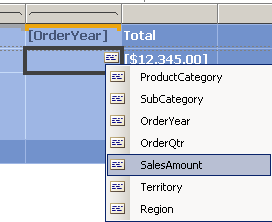 [OrderYear] Total
[$12,345.00]
ProductCategory
SubCategory
OrderYear
OrderQtr
SalesAmount
Territory
Region